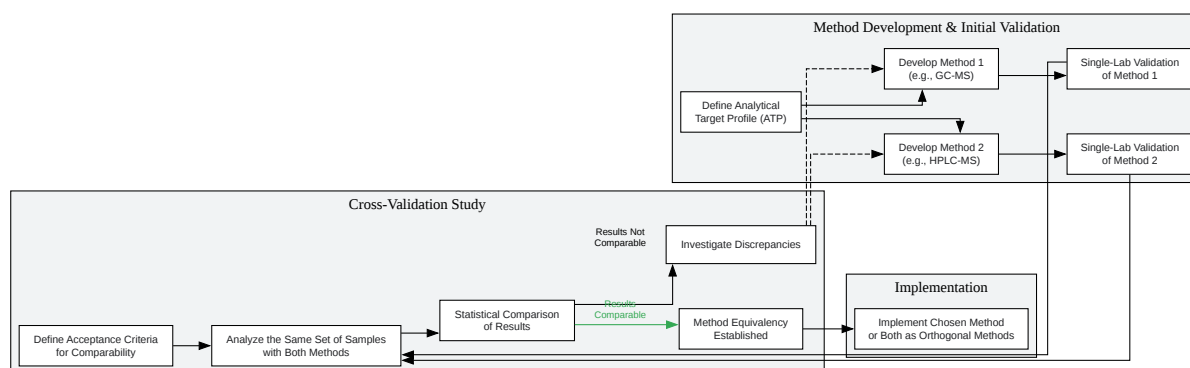 Method Development & Initial Validation
Develop Method 1
(e.g., GC-MS)
Single-Lab Validation
of Method 1
Define Analytical
Target Profile (ATP)
Develop Method 2
(e.g., HPLC-MS)
Single-Lab Validation
of Method 2
Cross-Validation Study
Results Not
Comparable
Investigate Discrepancies
Implementation
Statistical Comparison
of Results
Results
Comparable
Method Equivalency
Established
Implement Chosen Method
or Both as Orthogonal Methods
Define Acceptance Criteria
for Comparability
Analyze the Same Set of Samples
with Both Methods